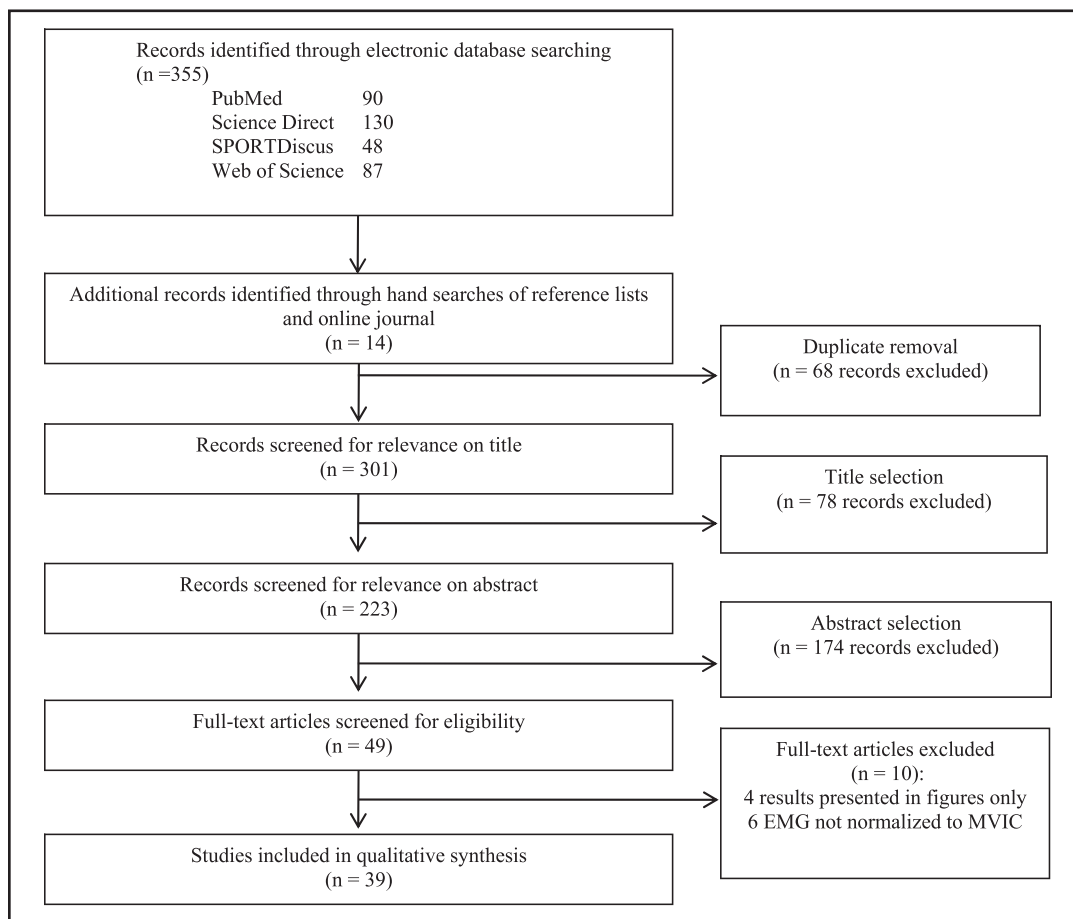 Records identified through electronic database searching
(n =355)
PubMed 90
Science Direct 130
SPORTDiscus 48
Web of Science 87
Additional records identified through hand searches of reference lists
and online journal
(n = 14)
Duplicate removal
(n = 68 records excluded)
Records screened for relevance on title
(n = 301)
Title selection
(n = 78 records excluded)
Records screened for relevance on abstract
(n = 223)
Abstract selection
(n = 174 records excluded)
Full-text articles screened for eligibility
(n = 49)
Full-text articles excluded
(n = 10):
4 results presented in figures only
6 EMG not normalized to MVIC
Studies included in qualitative synthesis
(n = 39)